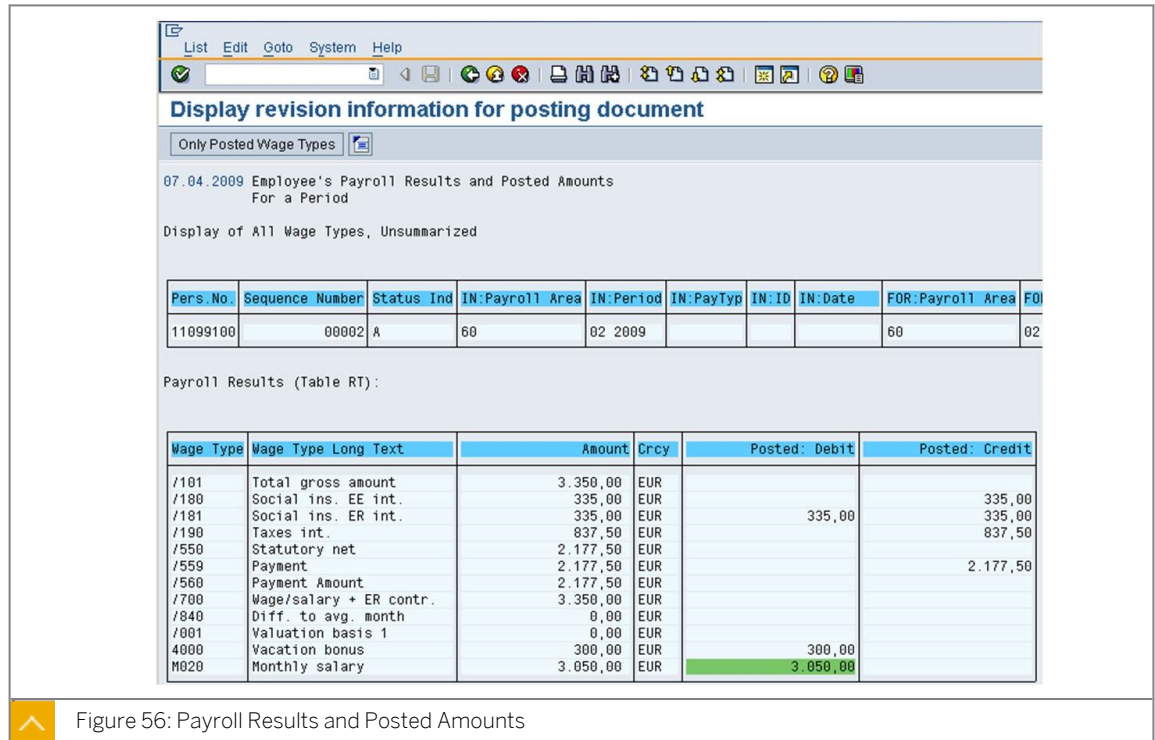 List Edit Goto System Help
Display revision information for posting document
Only Posted Wage Types
07.04.2009 Employee's Payroll Results and Posted Amounts
For a Period
Display of All Wage Types, Unsummarized
Pers.No. Sequence Number Status Ind IN:Payroll Area IN:Period IN:PayTyp IN:ID IN:Date FOR:Payroll Area FO
11099100 00002 A 60 02 2009 60 02
Payroll Results (Table RT):
Wage Type Wage Type Long Text Amount Crcy Posted: Debit Posted: Credit
/101 Total gross amount 3.350,00 EUR
/180 Social ins. EE int. 335,00 EUR 335,00
/181 Social ins. ER int. 335,00 EUR 335,00 335,00
/190 Taxes int. 837,50 EUR 837,50
/550 Statutory net 2.177,50 EUR
/559 Payment 2.177,50 EUR 2.177,50
/560 Payment Amount 2.177,50 EUR
/700 Wage/salary + ER contr. 3.350,00 EUR
/840 Diff. to avg. month 0,00 EUR
/001 Valuation basis 1 0,00 EUR
4000 Vacation bonus 300,00 EUR 300,00
M020 Monthly salary 3.050,00 EUR 3.050,00
Figure 56: Payroll Results and Posted Amounts